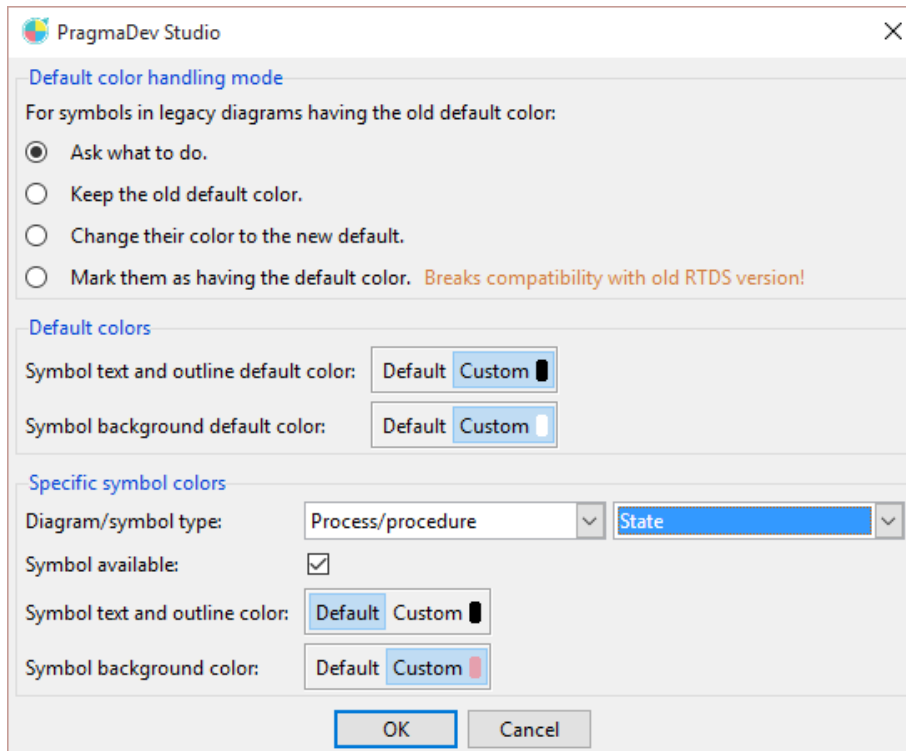 PragmaDev Studio
Default color handling mode
For symbols in legacy diagrams having the old default color:
Ask what to do.
Keep the old default color.
Change their color to the new default.
Mark them as having the default color. Breaks compatibility with old RTDS version!
Default colors
Symbol text and outline default color: Default Custom
Symbol background default color: Default Custom
Specific symbol colors
Diagram/symbol type: Process/procedure State
Symbol available:
Symbol text and outline color: Default Custom
Symbol background color: Default Custom
OK Cancel